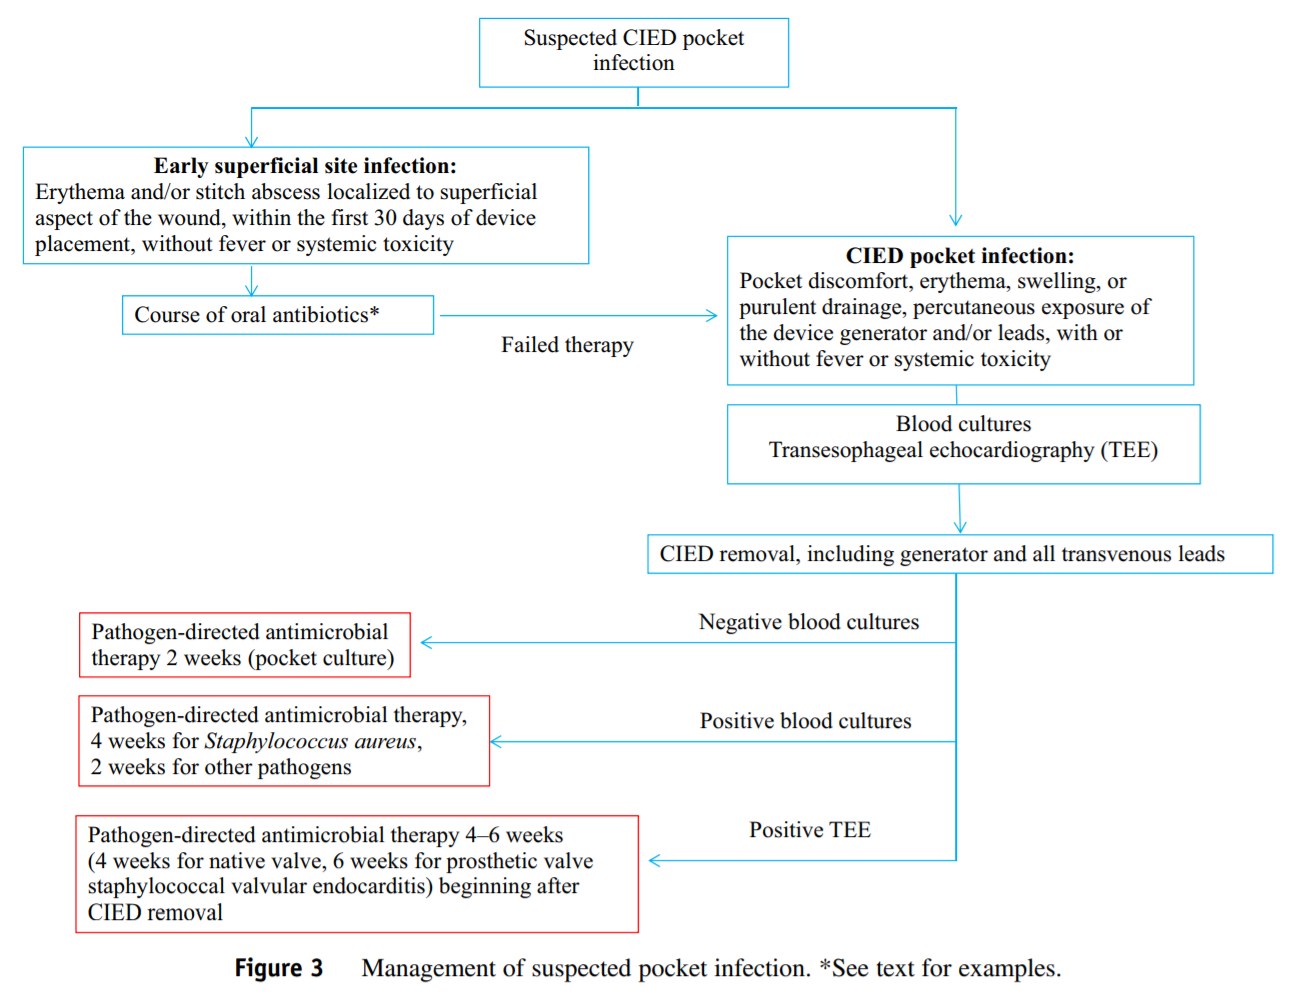 Suspected CIED pocket
infection
Early superficial site infection:
Erythema and/or stitch abscess localized to superficial
aspect of the wound, within the first 30 days of device
placement, without fever or systemic toxicity
Course of oral antibiotics*
Failed therapy
CIED pocket infection:
Pocket discomfort, erythema, swelling, or
purulent drainage, percutaneous exposure of
the device generator and/or leads, with or
without fever or systemic toxicity
Blood cultures
Transesophageal echocardiography (TEE)
CIED removal, including generator and all transvenous leads
Negative blood cultures
Pathogen-directed antimicrobial
therapy 2 weeks (pocket culture)
Positive blood cultures
Pathogen-directed antimicrobial therapy,
4 weeks for Staphylococcus aureus,
2 weeks for other pathogens
Positive TEE
Pathogen-directed antimicrobial therapy 4–6 weeks
(4 weeks for native valve, 6 weeks for prosthetic valve
staphylococcal valvular endocarditis) beginning after
CIED removal
Figure 3 Management of suspected pocket infection. *See text for examples.